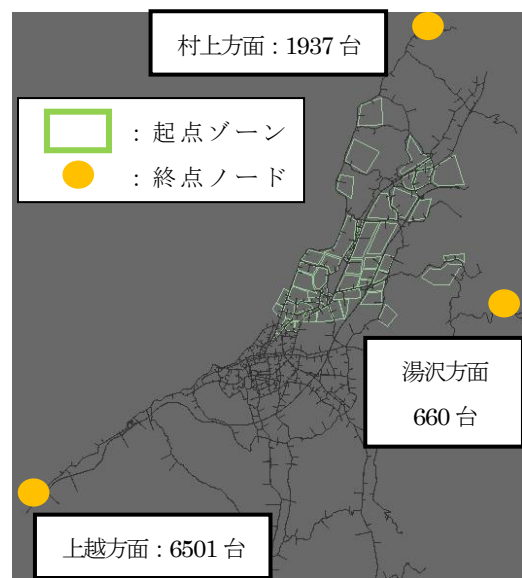 村上方面：1937 台
：起点ゾーン
：終点ノード
湯沢方面
660 台
上越方面：6501 台